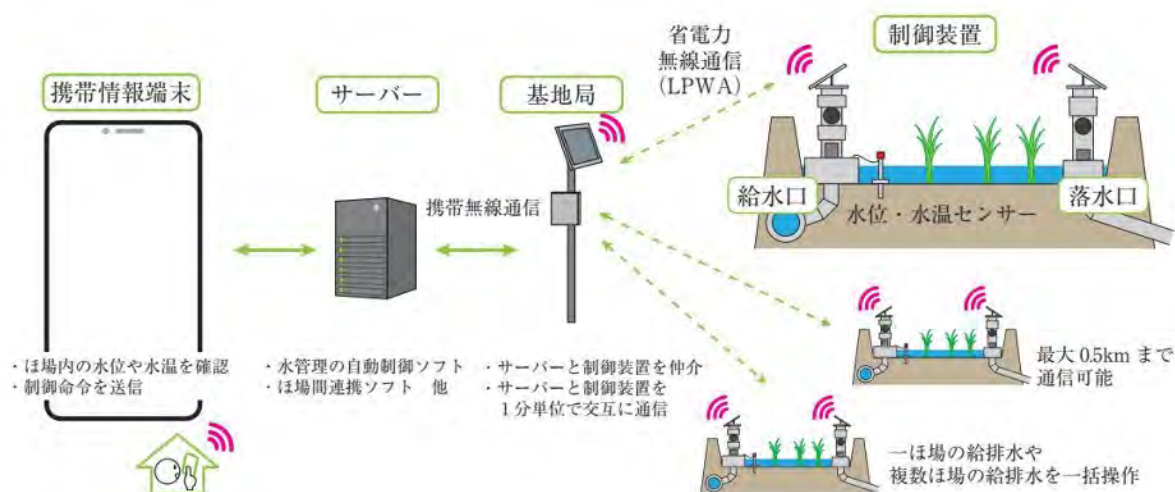 携帯情報端末
・ほ場内の水位や水温を確認
・制御命令を送信
サーバー
・水管理の自動制御ソフト
・ほ場間連携ソフト 他
携帯無線通信
基地局
・サーバーと制御装置を仲介
・サーバーと制御装置を
1分単位で交互に通信
省電力
無線通信
(LPWA)
制御装置
給水口
水位・水温センサー
落水口
最大 0.5km まで
通信可能
一ほ場の給排水や
複数ほ場の給排水を一括操作